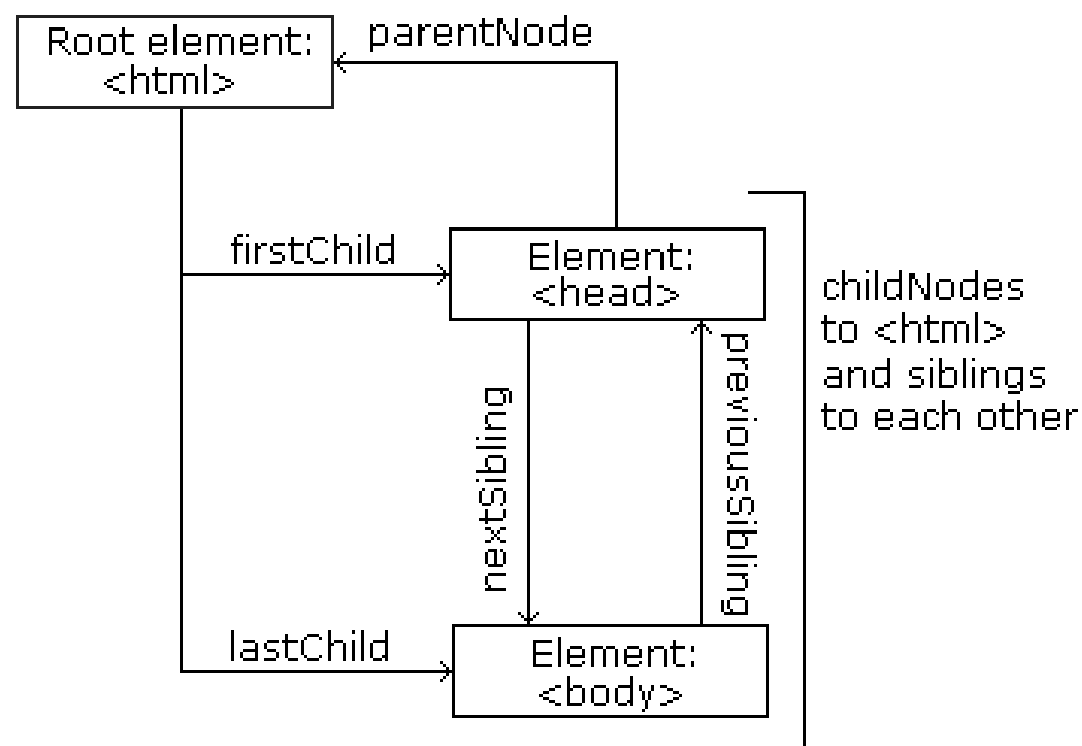 Root element:
<html>
parentNode
firstChild
Element:
<head>
childNodes
to <html>
and siblings
to each other
nextSibling
previousSibling
lastChild
Element:
<body>